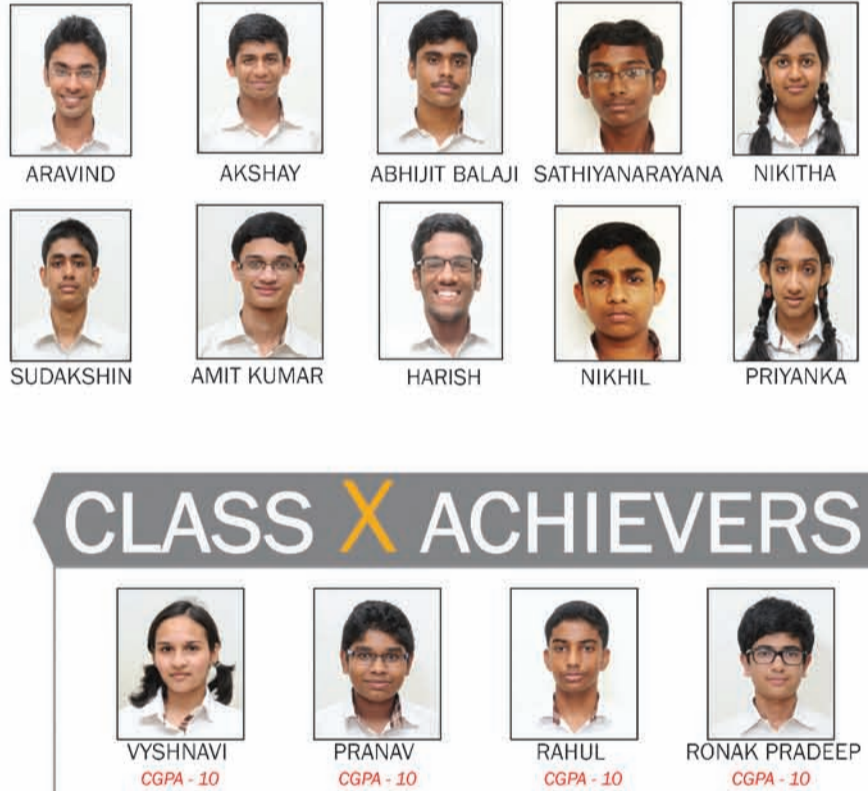 ARAVIND AKSHAY ABHIJIT BALAJI SATHIYANARAYANA NIKITHA
SUDAKSHIN AMIT KUMAR HARISH NIKHIL PRIYANKA
CLASS X ACHIEVERS
VYSHNAVI PRANAV RAHUL RONAK PRADEEP
CGPA - 10 CGPA - 10 CGPA - 10 CGPA - 10